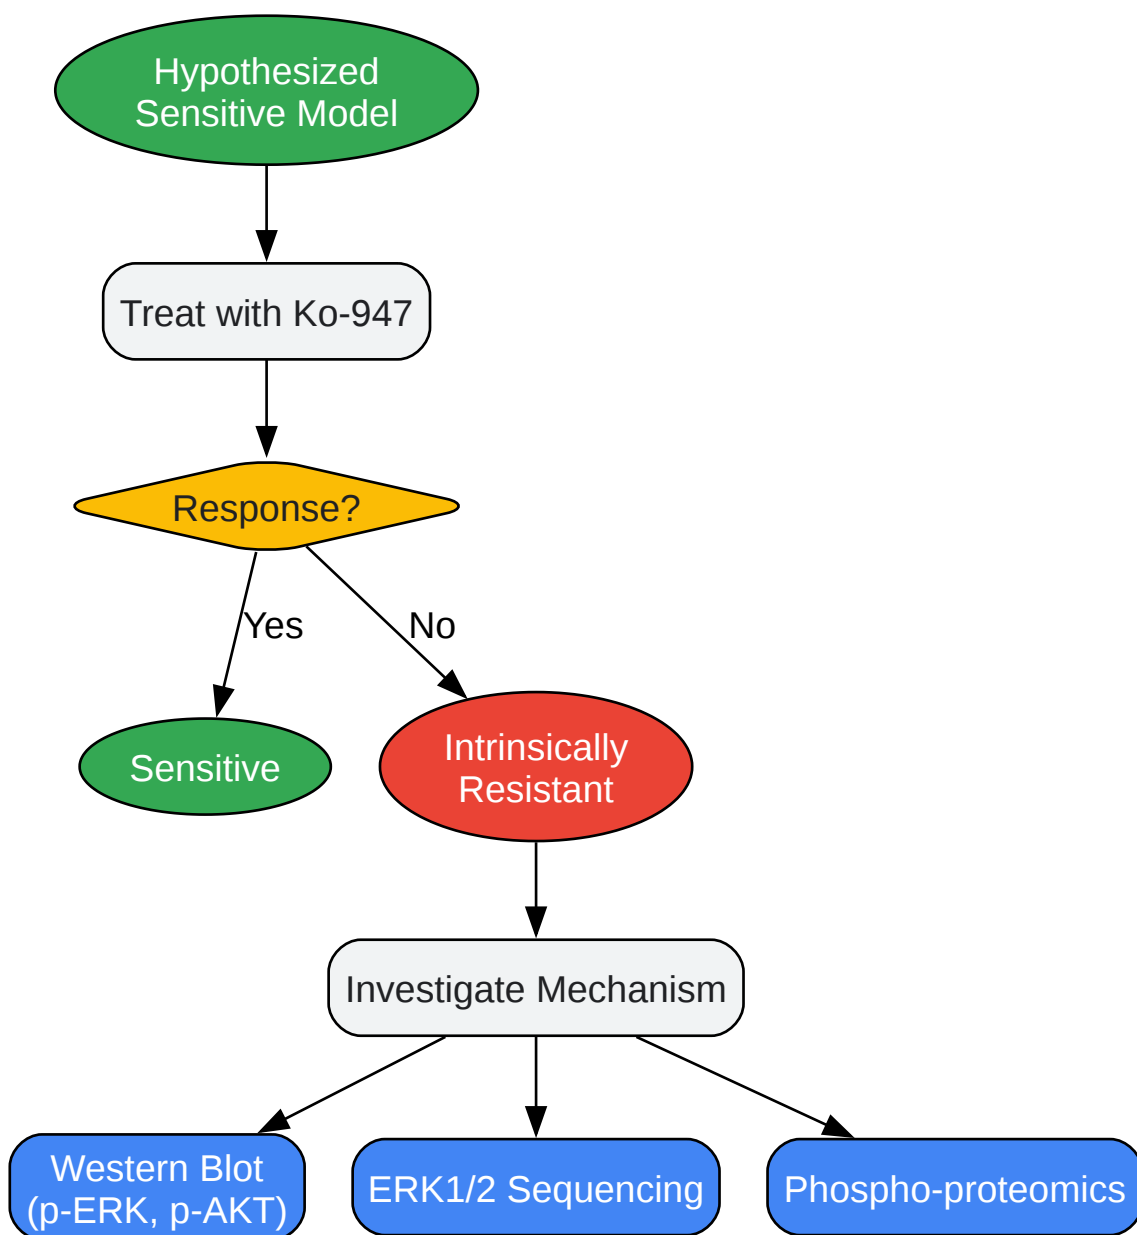 Hypothesized
Sensitive Model
Treat with Ko-947
Response?
Yes
No
Sensitive
Intrinsically
Resistant
Investigate Mechanism
Western Blot
(p-ERK, p-AKT)
ERK1/2 Sequencing
Phospho-proteomics